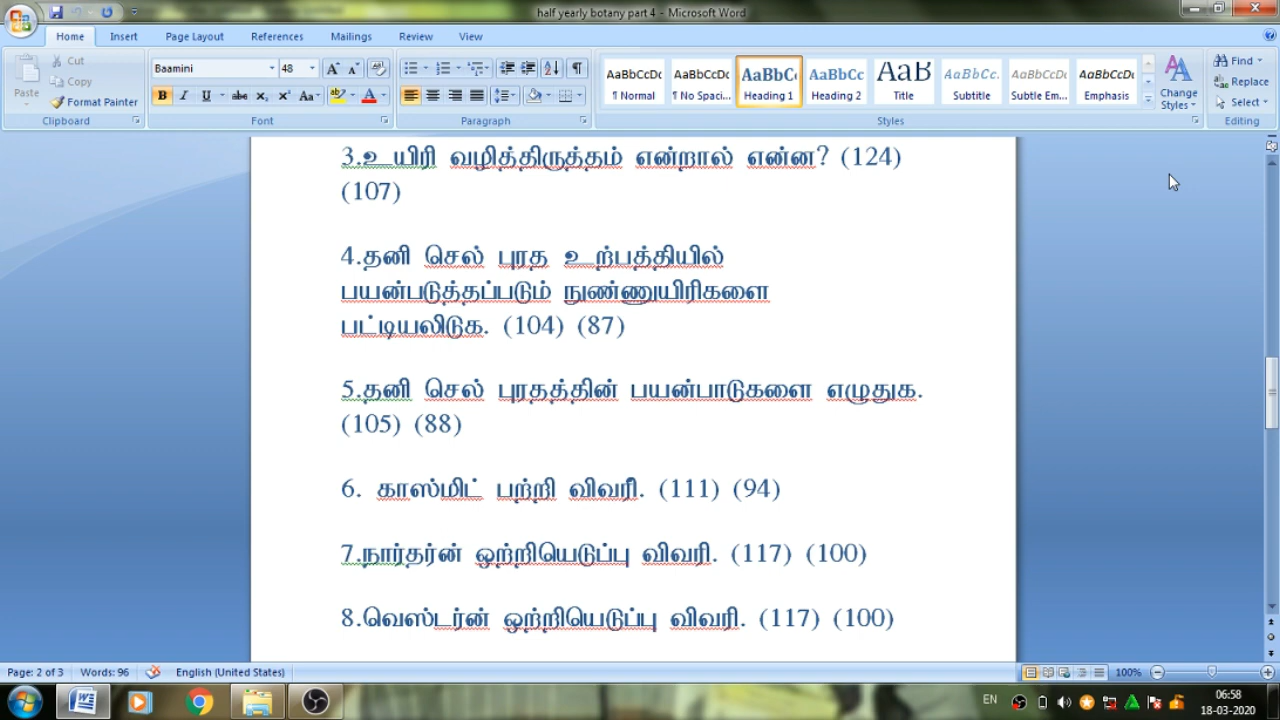 half yearly botany part 4 - Microsoft Word
Home Insert Page Layout References Mailings Review View
Paste Cut Copy Format Painter Clipboard
Baamini 48 Font
Paragraph
AaBbCcDc ¶ Normal AaBbCcDc ¶ No Spaci... AaBbC Heading 1 AaBbCc Heading 2 AaB Title AaBbCc. Subtitle AaBbCcDc Subtle Em... AaBbCcDc Emphasis Change Styles Styles
Find Replace Select Editing
3.உயிரி வழித்திருத்தம் என்றால் என்ன? (124)
(107)
4.தனி செல் புரத உற்பத்தியில்
பயன்படுத்தப்படும் நுண்ணுயிரிகளை
பட்டியலிடுக. (104) (87)
5.தனி செல் புரதத்தின் பயன்பாடுகளை எழுதுக.
(105) (88)
6. காஸ்மிட் பற்றி விவரி. (111) (94)
7.நார்தர்ன் ஒற்றியெடுப்பு விவரி. (117) (100)
8.வெஸ்டர்ன் ஒற்றியெடுப்பு விவரி. (117) (100)
Page: 2 of 3 Words: 96 English (United States) 100%
EN 06:58
18-03-2020